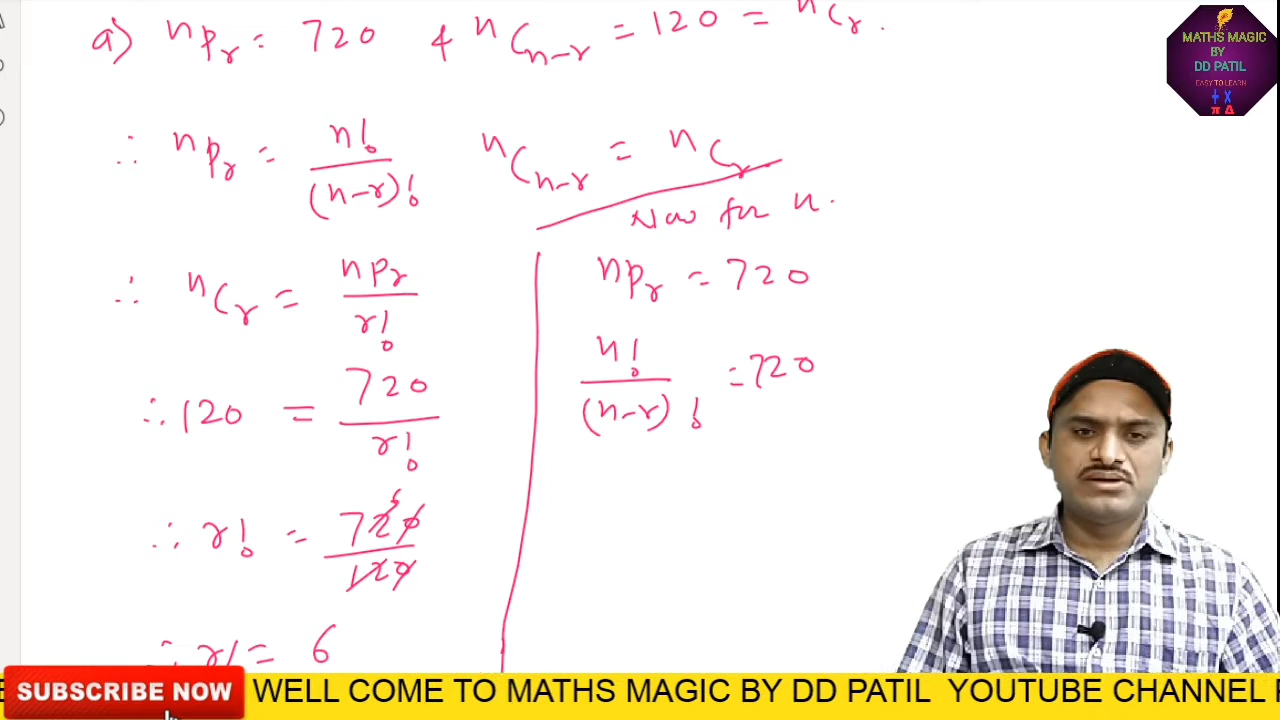 a) nPr = 720 & nCn-r = 120 = nCr.
∴ nPr = n!/(n-r)! nCn-r = nCr
Now for n.
∴ nCr = nPr/r!
∴ 120 = 720/r!
∴ r! = 720/120 6
∴ r! = 6
nPr = 720
n!/(n-r)! = 720
MATHS MAGIC
BY
DD PATIL
EASY TO LEARN
+ X
π Δ
SUBSCRIBE NOW
WELL COME TO MATHS MAGIC BY DD PATIL YOUTUBE CHANNEL